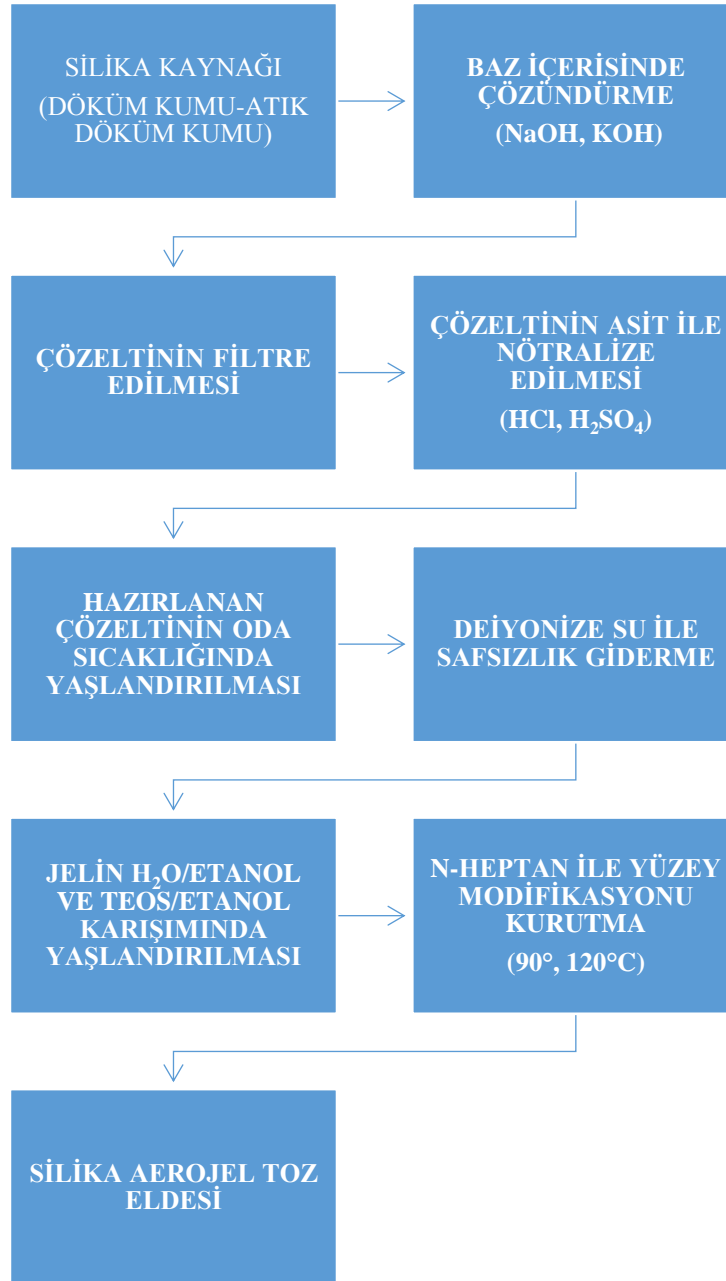 SİLİKA KAYNAĞI
(DÖKÜM KUMU-ATIK
DÖKÜM KUMU)
BAZ İÇERİSİNDE
ÇÖZÜNDÜRME
(NaOH, KOH)
ÇÖZELTİNİN FİLTRE
EDİLMESİ
ÇÖZELTİNİN ASİT İLE
NÖTRALİZE
EDİLMESİ
(HCl, H₂SO₄)
HAZIRLANAN
ÇÖZELTİNİN ODA
SICAKLIĞINDA
YAŞLANDIRILMASI
DEİYONİZE SU İLE
SAFSIZLIK GİDERME
JELİN H₂O/ETANOL
VE TEOS/ETANOL
KARIŞIMINDA
YAŞLANDIRILMASI
N-HEPTAN İLE YÜZEY
MODİFİKASYONU
KURUTMA
(90°, 120°C)
SİLİKA AEROJEL TOZ
ELDESİ